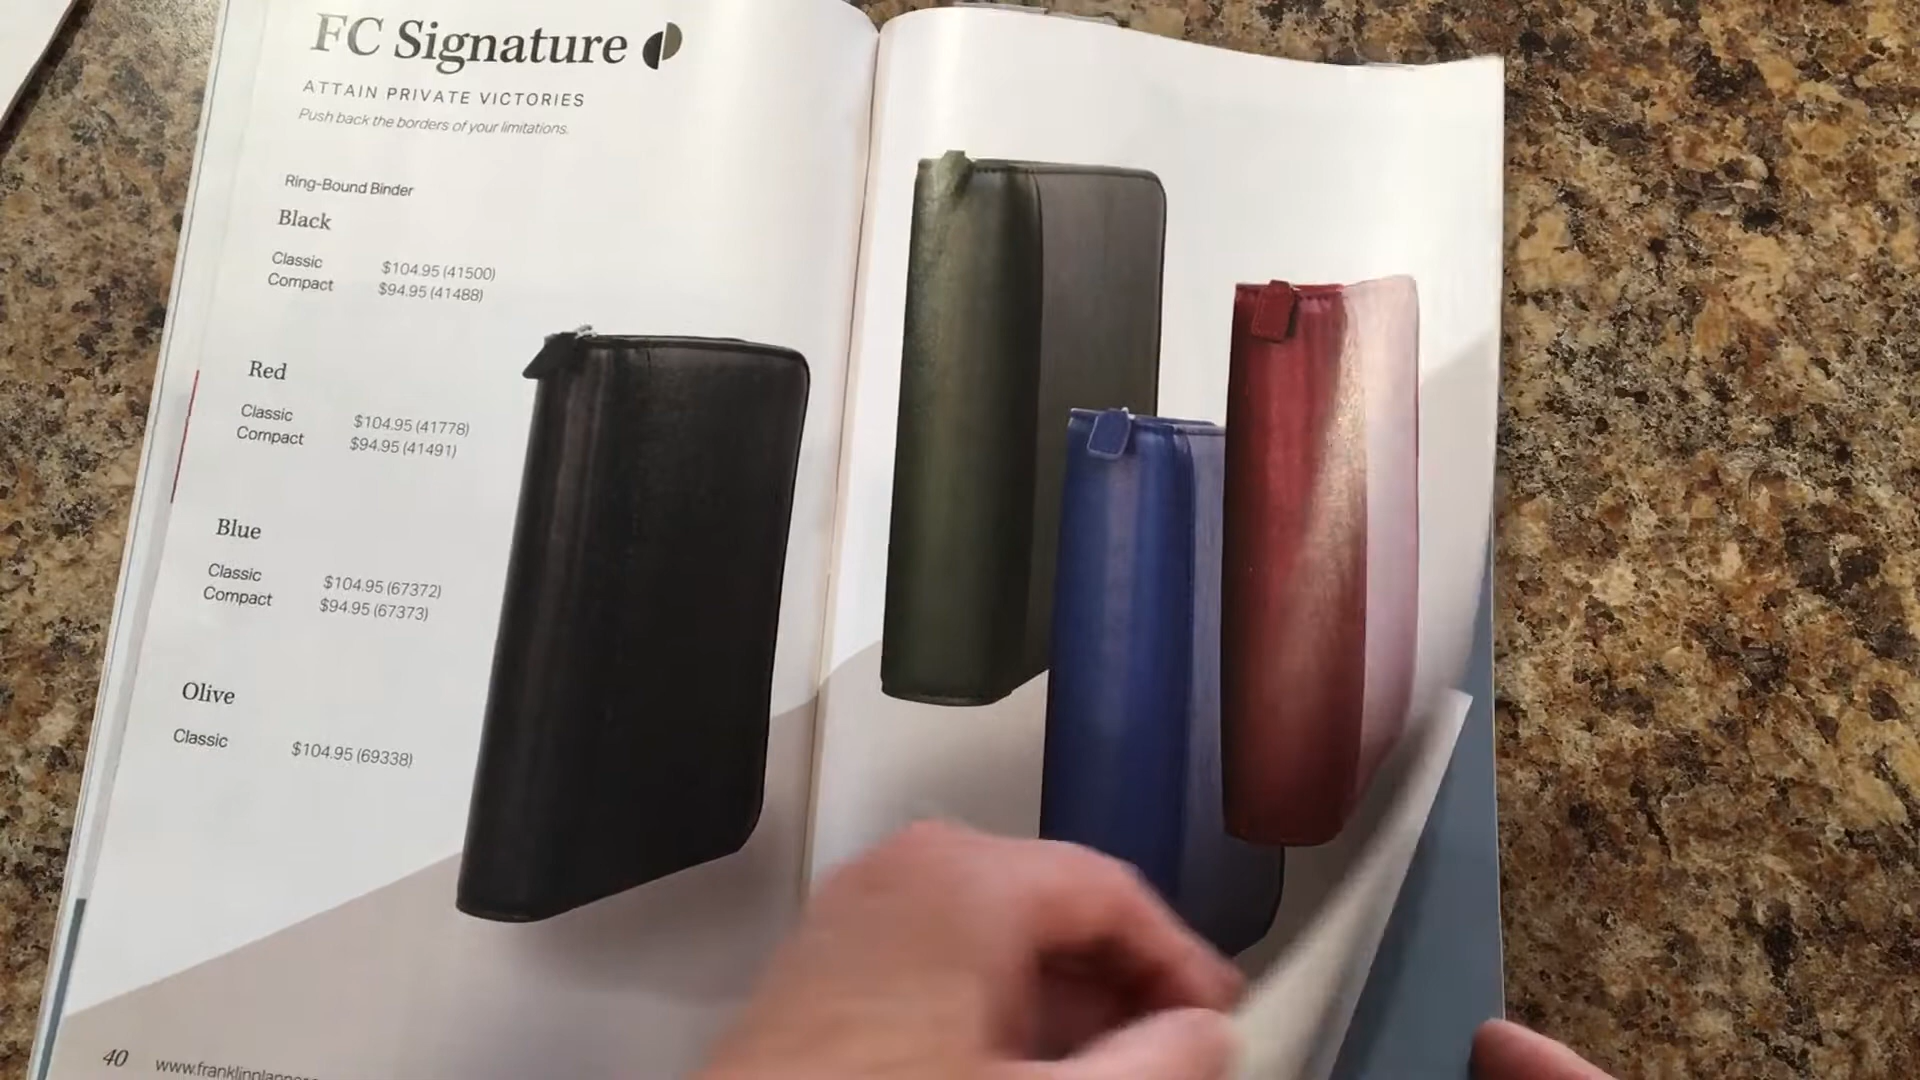 FC Signature
ATTAIN PRIVATE VICTORIES
Push back the borders of your limitations.
Ring-Bound Binder
Black
Classic $104.95 (41500)
Compact $94.95 (41488)
Red
Classic $104.95 (41778)
Compact $94.95 (41491)
Blue
Classic $104.95 (67372)
Compact $94.95 (67373)
Olive
Classic $104.95 (69338)
40